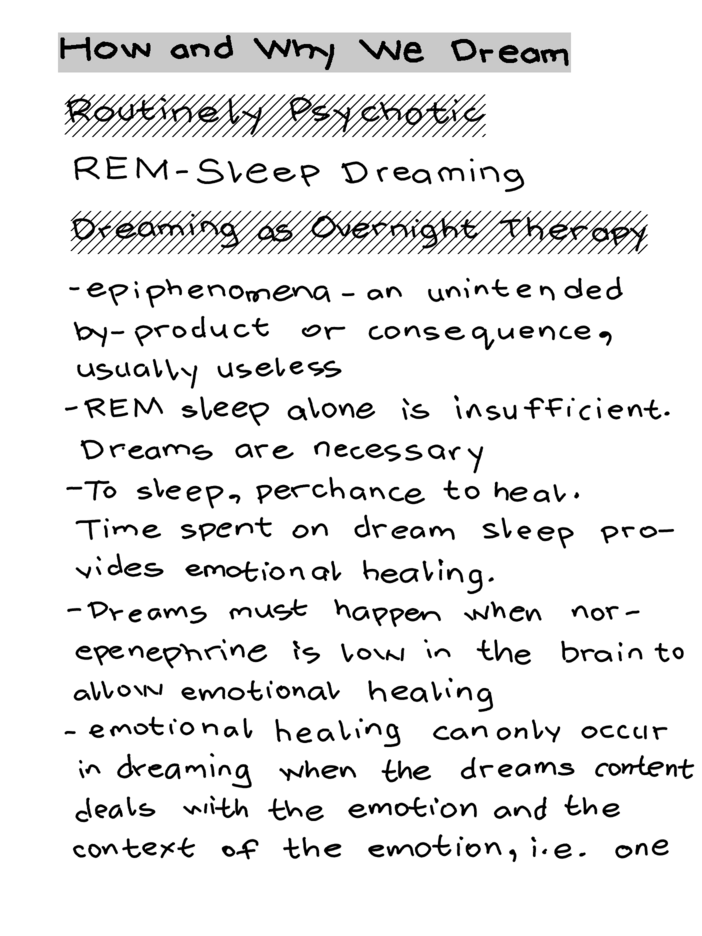 How and Why We Dream
Routinely Psychotic
REM-Sleep Dreaming
Dreaming as Overnight Therapy
-epiphenomena - an unintended
by-product or consequence,
usually useless
-REM sleep alone is insufficient.
Dreams are necessary
-To sleep, perchance to heal.
Time spent on dream sleep pro-
vides emotional healing.
-Dreams must happen when nor-
epenephrine is low in the brain to
allow emotional healing
- emotional healing can only occur
in dreaming when the dreams content
deals with the emotion and the
context of the emotion, i.e. one